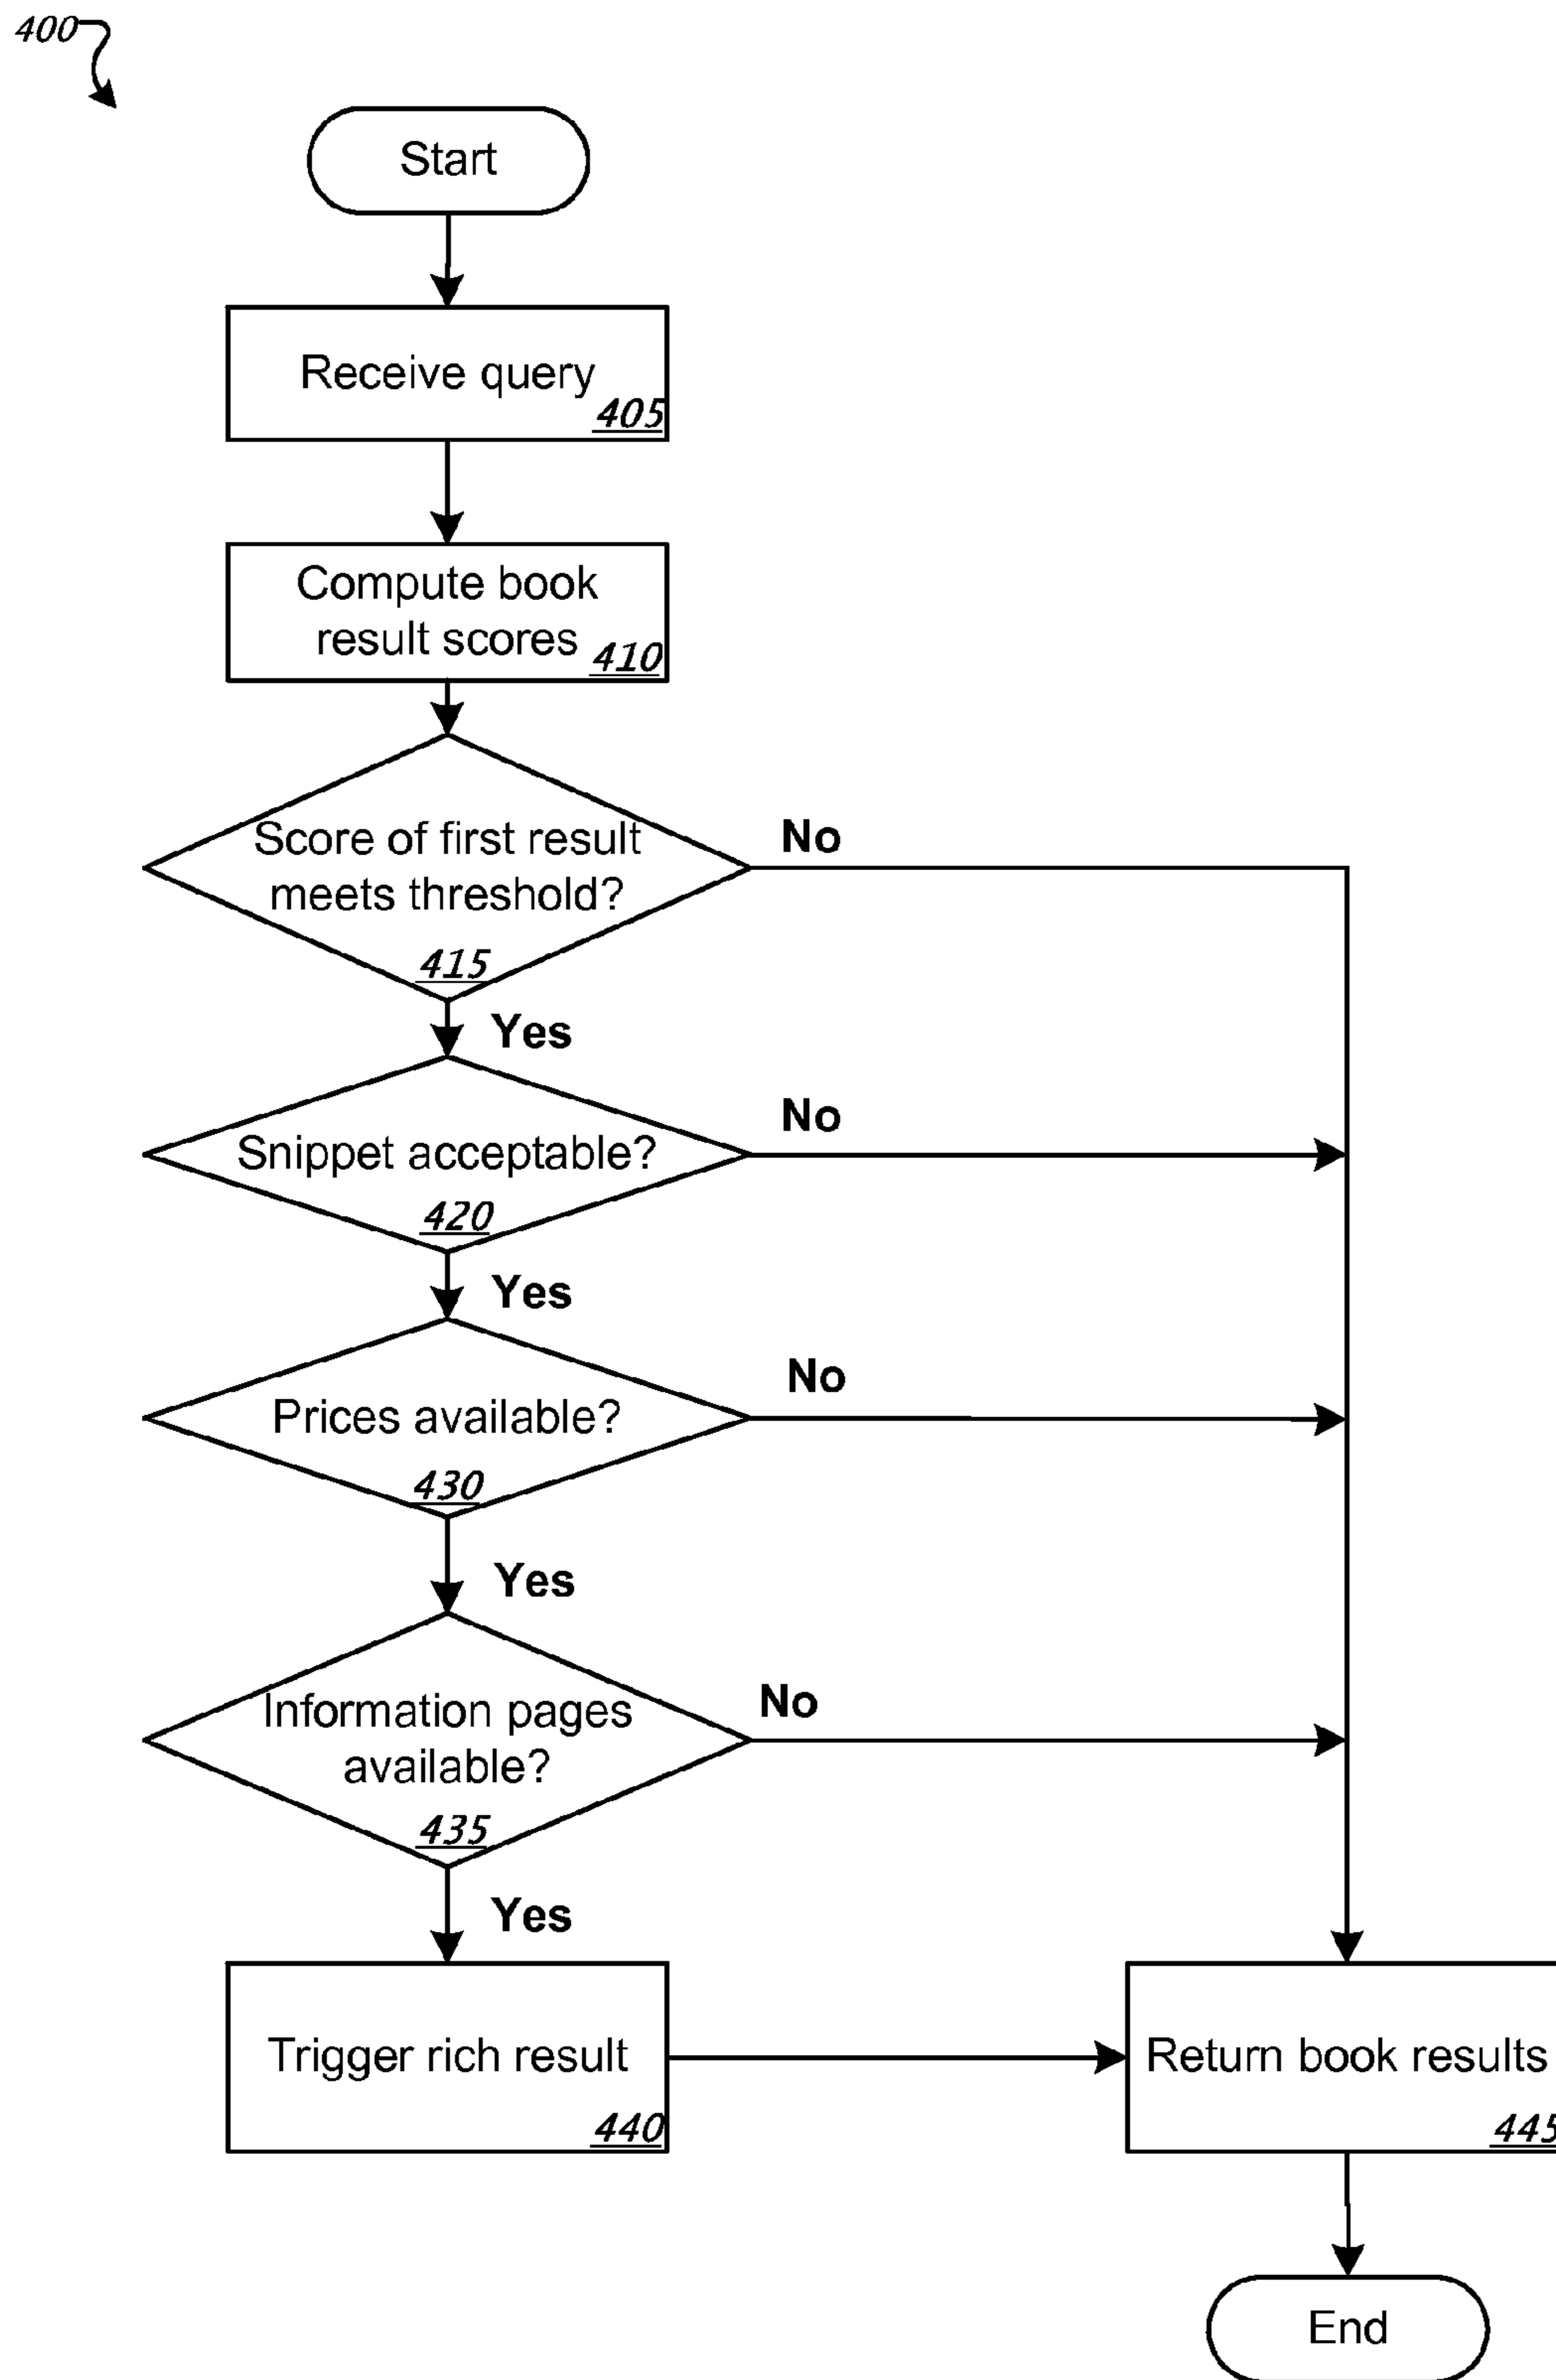 400
Start
Receive query
405
Compute book
result scores
410
Score of first result
meets threshold?
415
No
Yes
Snippet acceptable?
420
No
Yes
Prices available?
430
No
Yes
Information pages
available?
435
No
Yes
Trigger rich result
440
Return book results
445
End